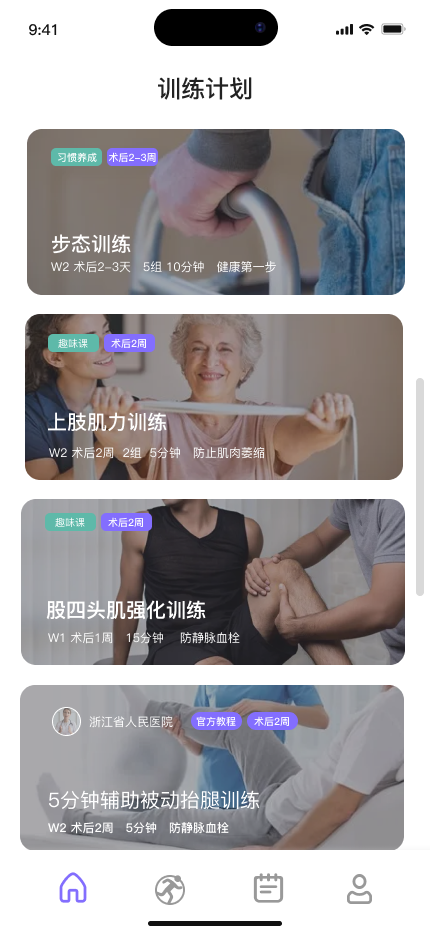 9:41
训练计划
习惯养成 术后2-3周
步态训练
W2 术后2-3天 5组 10分钟 健康第一步
趣味课 术后2周
上肢肌力训练
W2 术后2周 2组 5分钟 防止肌肉萎缩
趣味课 术后2周
股四头肌强化训练
W1 术后1周 15分钟 防静脉血栓
浙江省人民医院 官方教程 术后2周
5分钟辅助被动抬腿训练
W2 术后2周 5分钟 防静脉血栓